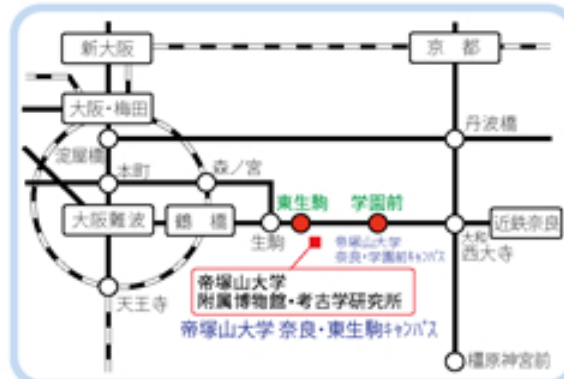 新大阪
京都
大阪・梅田
淀屋橋
丹波橋
本町
森ノ宮
東生駒
学園前
大阪難波
鶴橋
生駒
大和
西大寺
近鉄奈良
帝塚山大学
奈良・学園前キャンパス
帝塚山大学
附属博物館・考古学研究所
天王寺
帝塚山大学 奈良・東生駒キャンパス
橿原神宮前